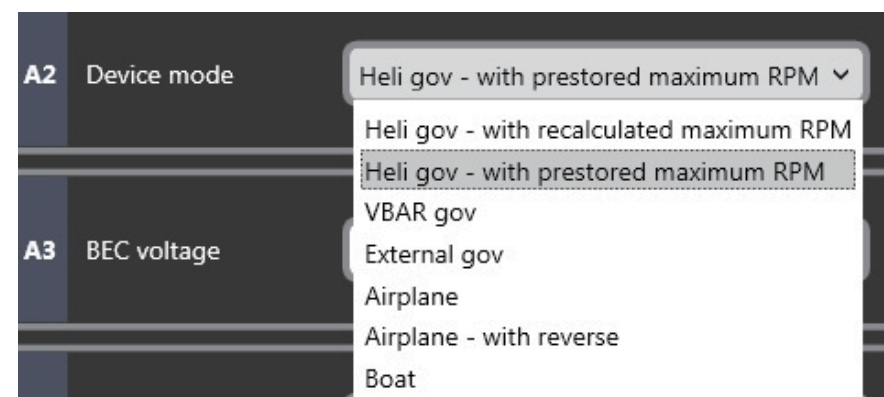 A2 Device mode Heli gov - with prestored maximum RPM
Heli gov - with recalculated maximum RPM
Heli gov - with prestored maximum RPM
VBAR gov
A3 BEC voltage External gov
Airplane
Airplane - with reverse
Boat